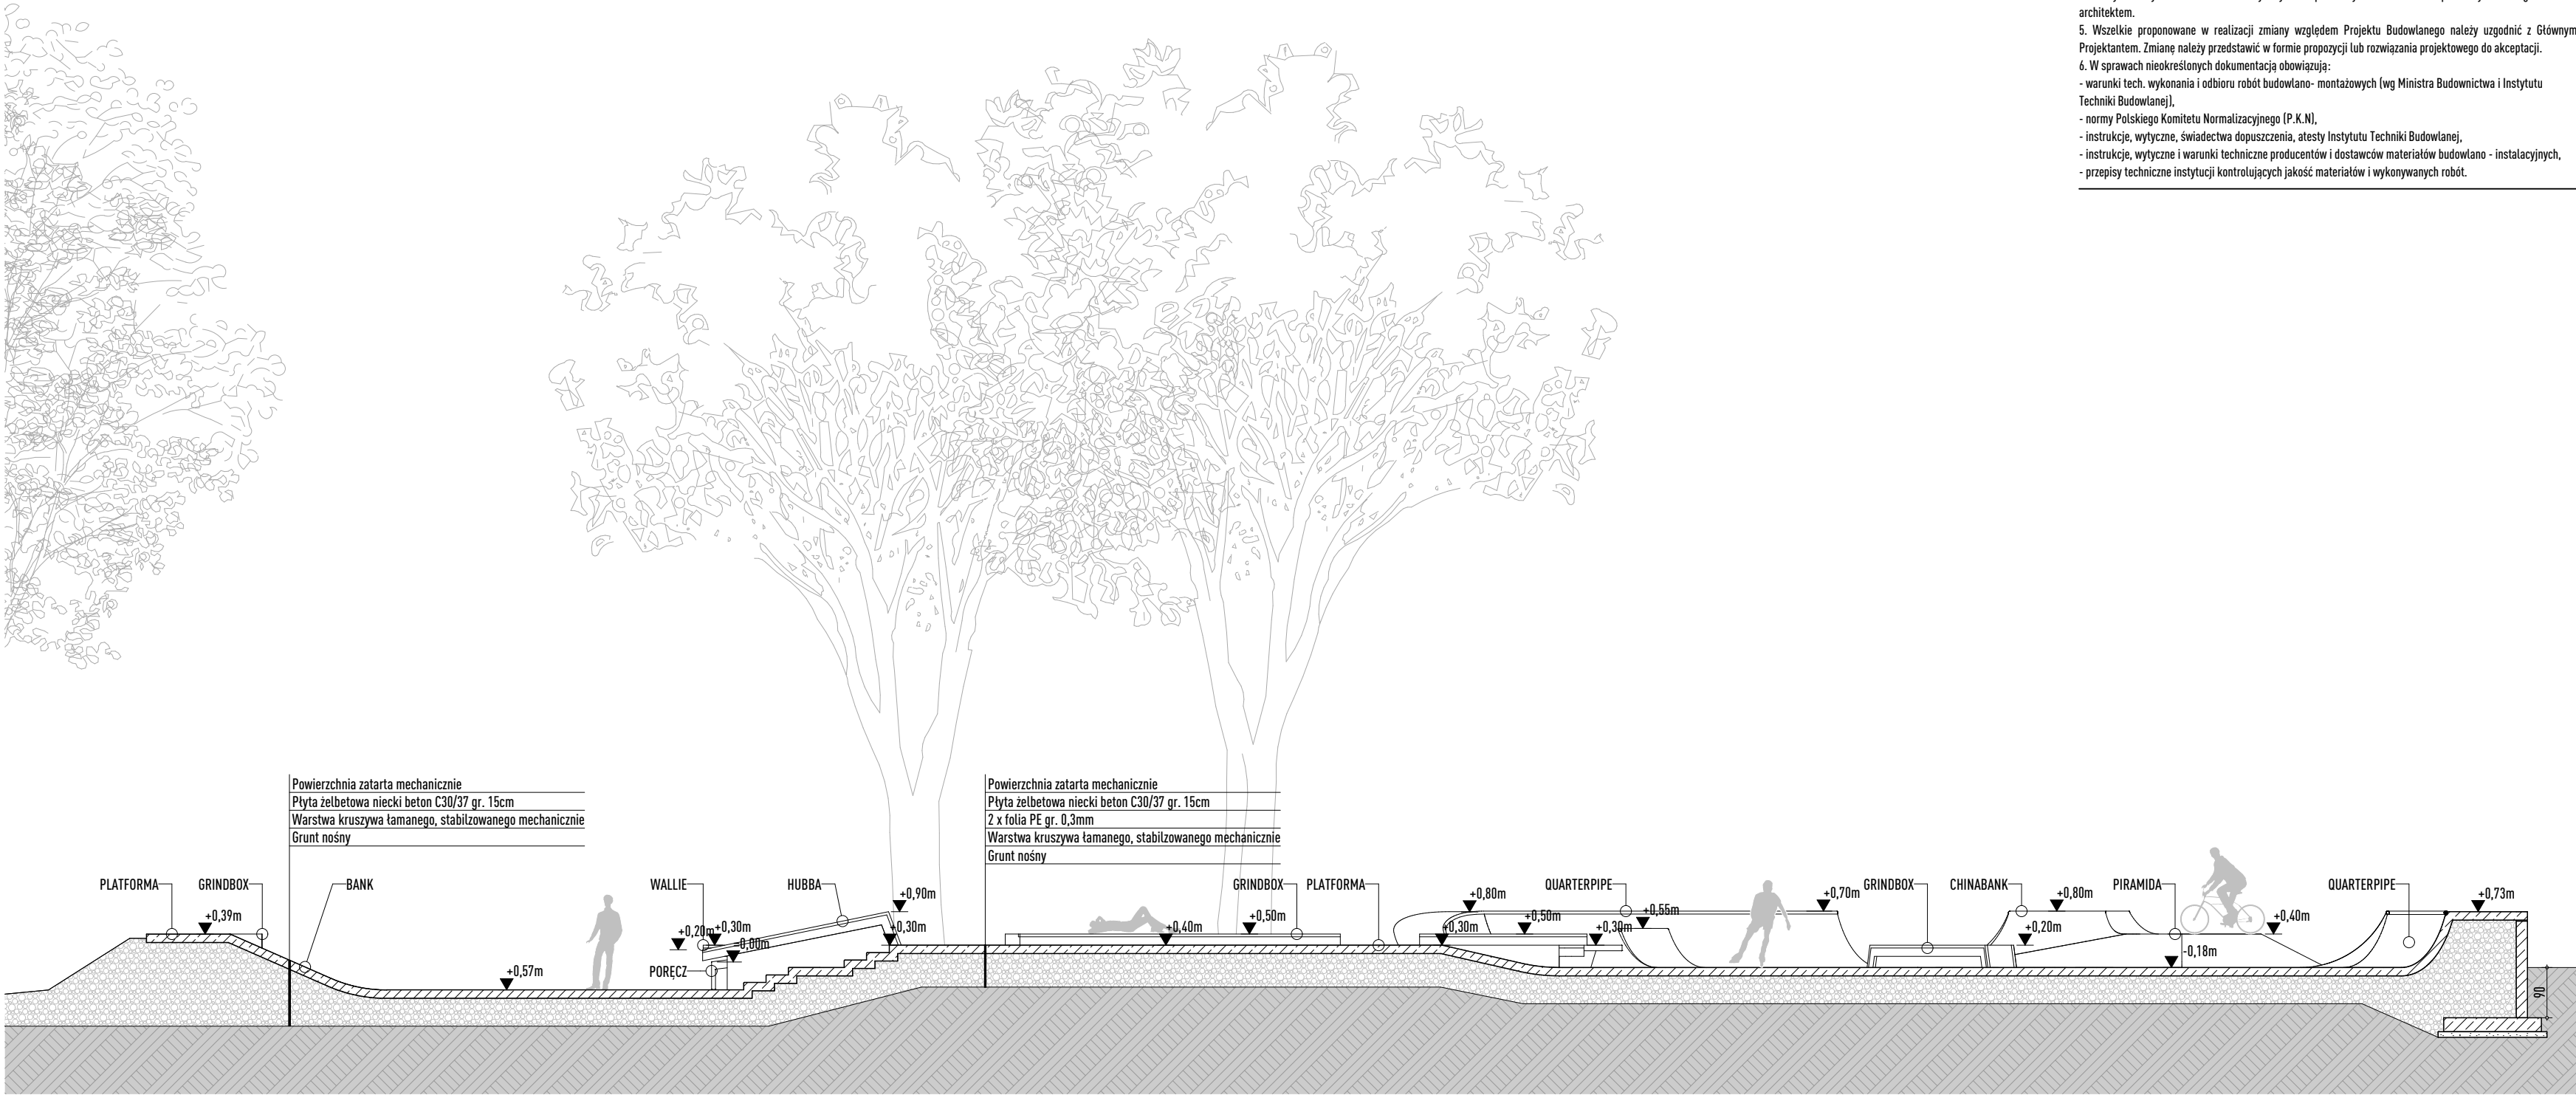 architektem.
5. Wszelkie proponowane w realizacji zmiany względem Projektu Budowlanego należy uzgodnić z Głównym
Projektantem. Zmianę należy przedstawić w formie propozycji lub rozwiązania projektowego do akceptacji.
6. W sprawach nieokreślonych dokumentacją obowiązują:
- warunki tech. wykonania i odbioru robót budowlano- montażowych (wg Ministra Budownictwa i Instytutu
Techniki Budowlanej),
- normy Polskiego Komitetu Normalizacyjnego (P.K.N),
- instrukcje, wytyczne, świadectwa dopuszczenia, atesty Instytutu Techniki Budowlanej,
- instrukcje, wytyczne i warunki techniczne producentów i dostawców materiałów budowlano - instalacyjnych,
- przepisy techniczne instytucji kontrolujących jakość materiałów i wykonywanych robót.
Powierzchnia zatarta mechanicznie
Płyta żelbetowa niecki beton C30/37 gr. 15cm
Warstwa kruszywa łamanego, stabilzowanego mechanicznie
Grunt nośny
Powierzchnia zatarta mechanicznie
Płyta żelbetowa niecki beton C30/37 gr. 15cm
2 x folia PE gr. 0,3mm
Warstwa kruszywa łamanego, stabilzowanego mechanicznie
Grunt nośny
PLATFORMA
GRINDBOX
BANK
WALLIE
HUBBA
GRINDBOX
PLATFORMA
QUARTERPIPE
GRINDBOX
CHINABANK
PIRAMIDA
QUARTERPIPE
+0,39m
+0,57m
+0,20m
+0,30m
+0,00m
PORĘCZ
+0,90m
+0,30m
+0,40m
+0,50m
+0,80m
+0,30m
+0,50m
+0,30m
+0,55m
+0,70m
+0,80m
+0,20m
-0,18m
+0,40m
+0,73m
90